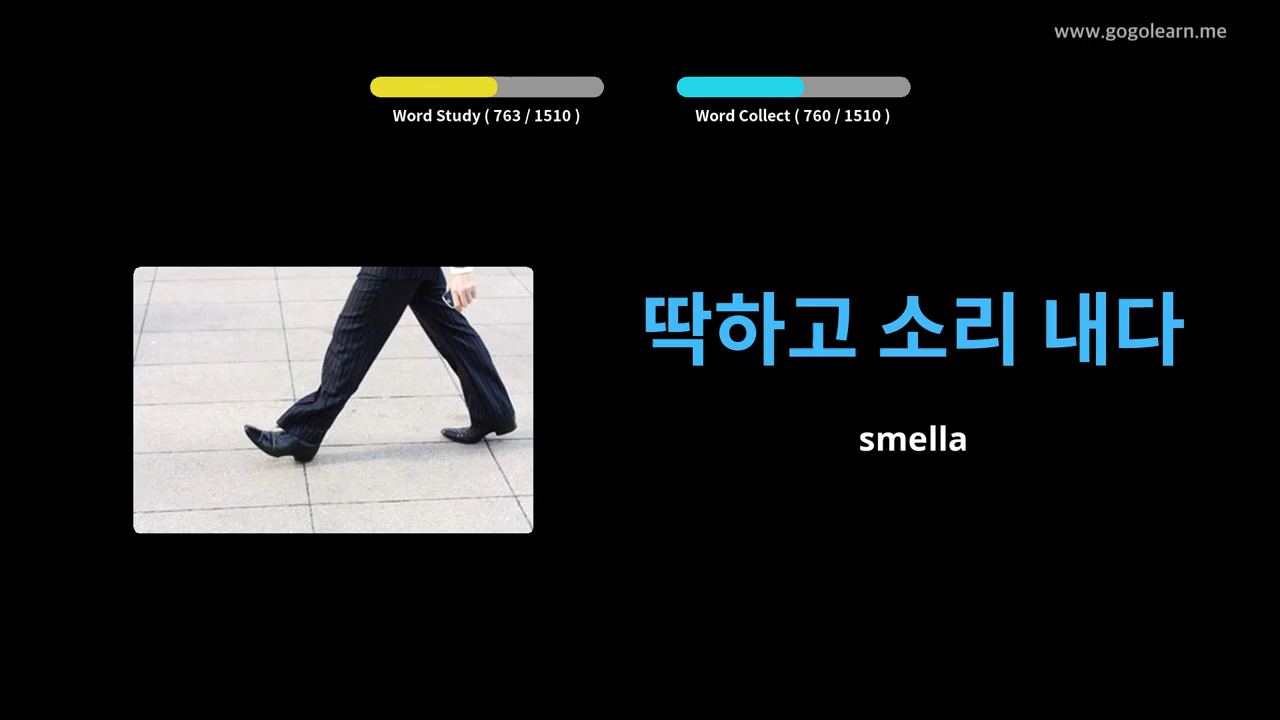 www.gogolearn.me
Word Study ( 763 / 1510 )
Word Collect ( 760 / 1510 )
딱하고 소리 내다
smella